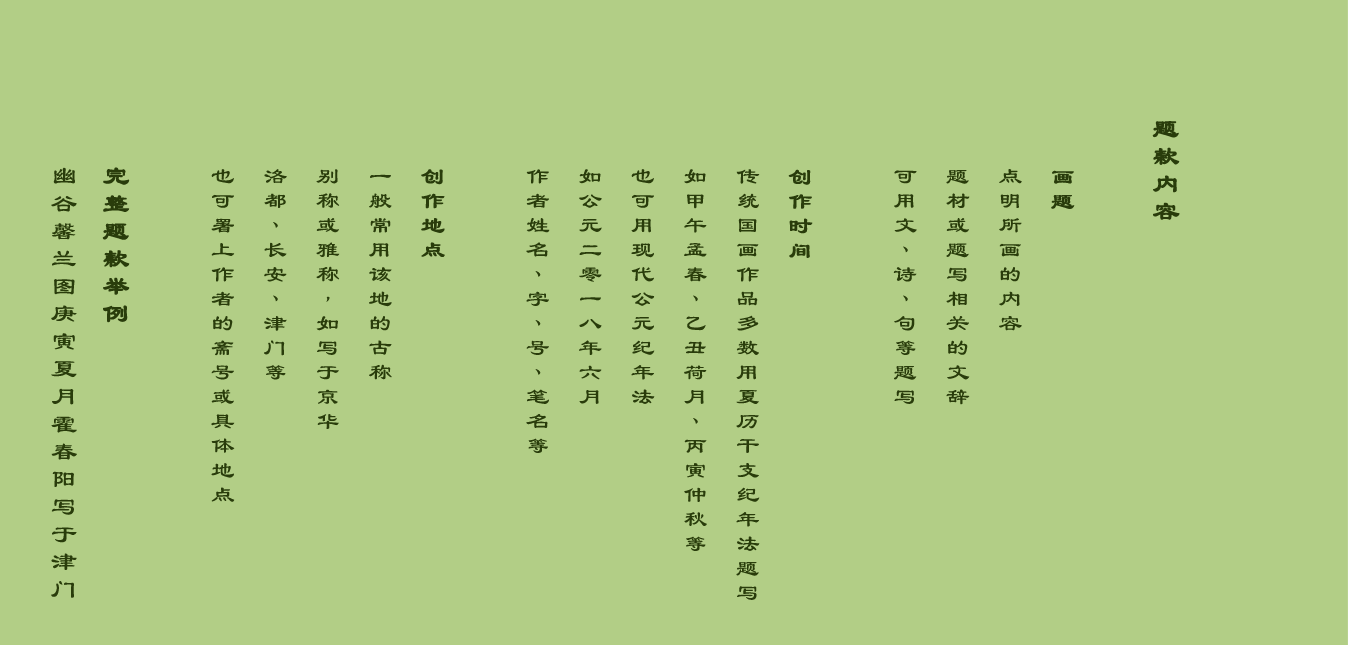 题款内容
画题
点明所画的内容
题材或题写相关的文辞
可用文、诗、句等题写
创作时间
传统国画作品多数用夏历干支纪年法题写
如甲午孟春、乙丑荷月、丙寅仲秋等
也可用现代公元纪年法
如公元二零一八年六月
作者姓名、字、号、笔名等
创作地点
一般常用该地的古称
别称或雅称，如写于京华
洛都、长安、津门等
也可署上作者的斋号或具体地点
完整题款举例
幽谷馨兰图庚寅夏月霍春阳写于津门